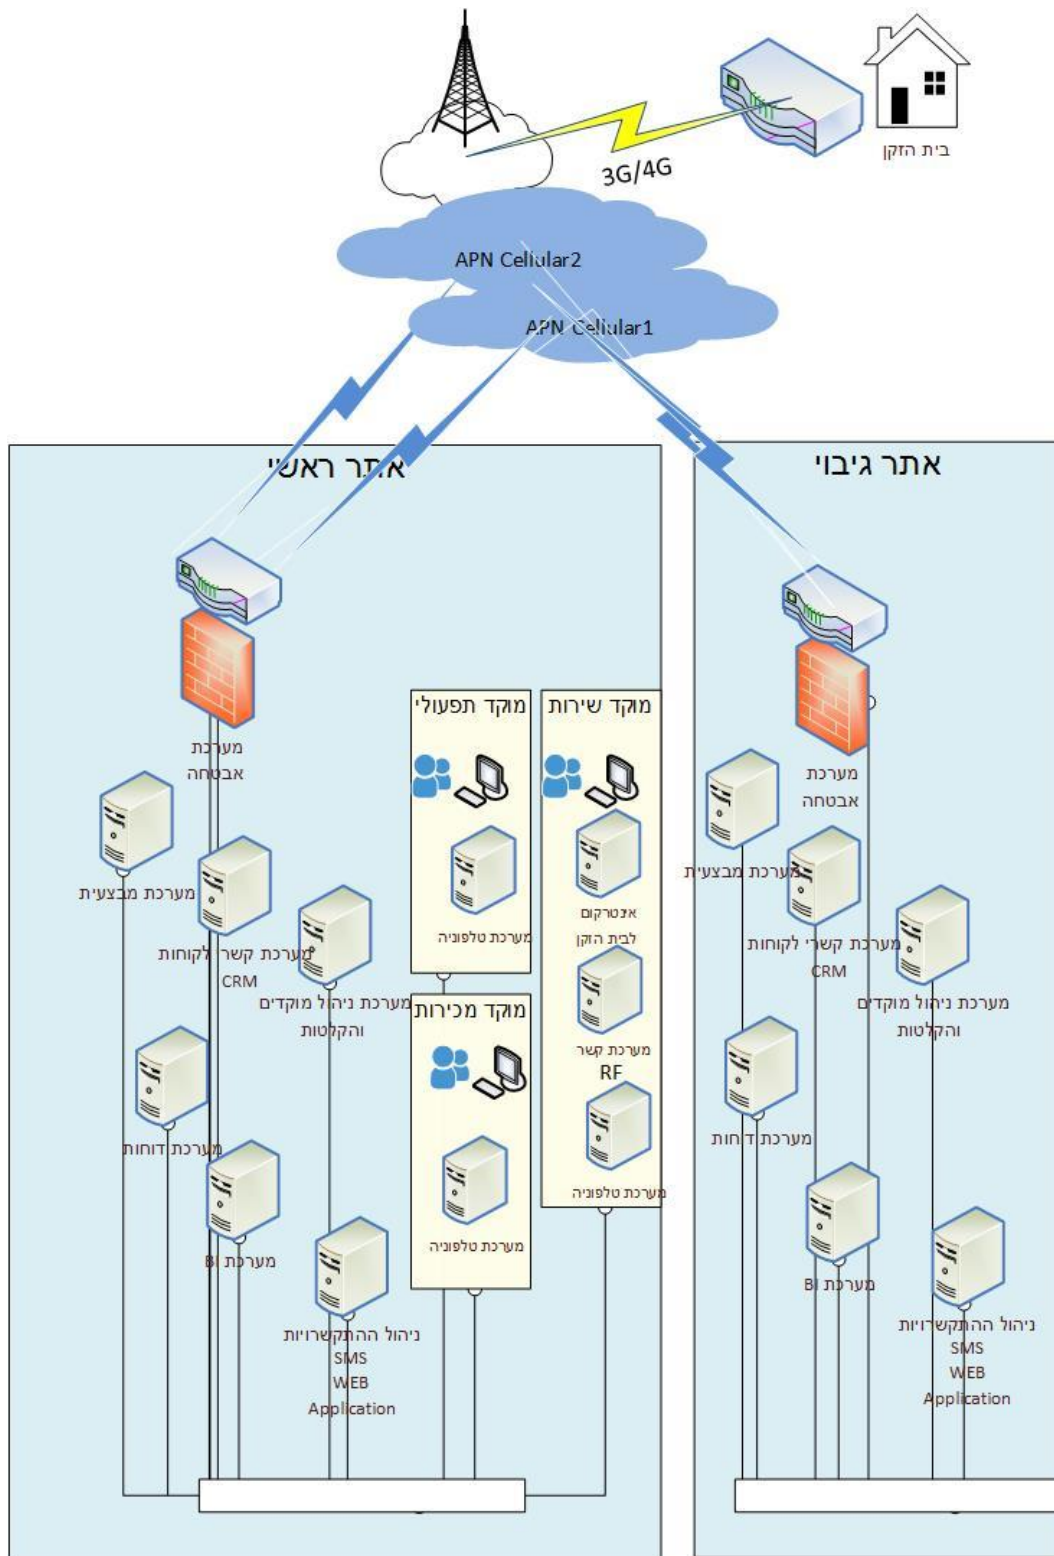 3G/4G
בית הזקן
APN Cellular2
APN Cellular1
אתר ראשי
מערכת
אבטחה
מערכת מבצעית
מערכת קשרי לקוחות
CRM
מערכת ניהול מוקדים
והקלטות
מערכת דוחות
מערכת BI
ניהול ההתקשרויות
SMS
WEB
Application
מוקד תפעולי
מערכת טלפוניה
מוקד מכירות
מערכת טלפוניה
מוקד שירות
אינטרקום
לבית הזקן
מערכת קשר
RF
מערכת טלפוניה
אתר גיבוי
מערכת
אבטחה
מערכת מבצעית
מערכת קשרי לקוחות
CRM
מערכת ניהול מוקדים
והקלטות
מערכת דוחות
מערכת BI
ניהול ההתקשרויות
SMS
WEB
Application